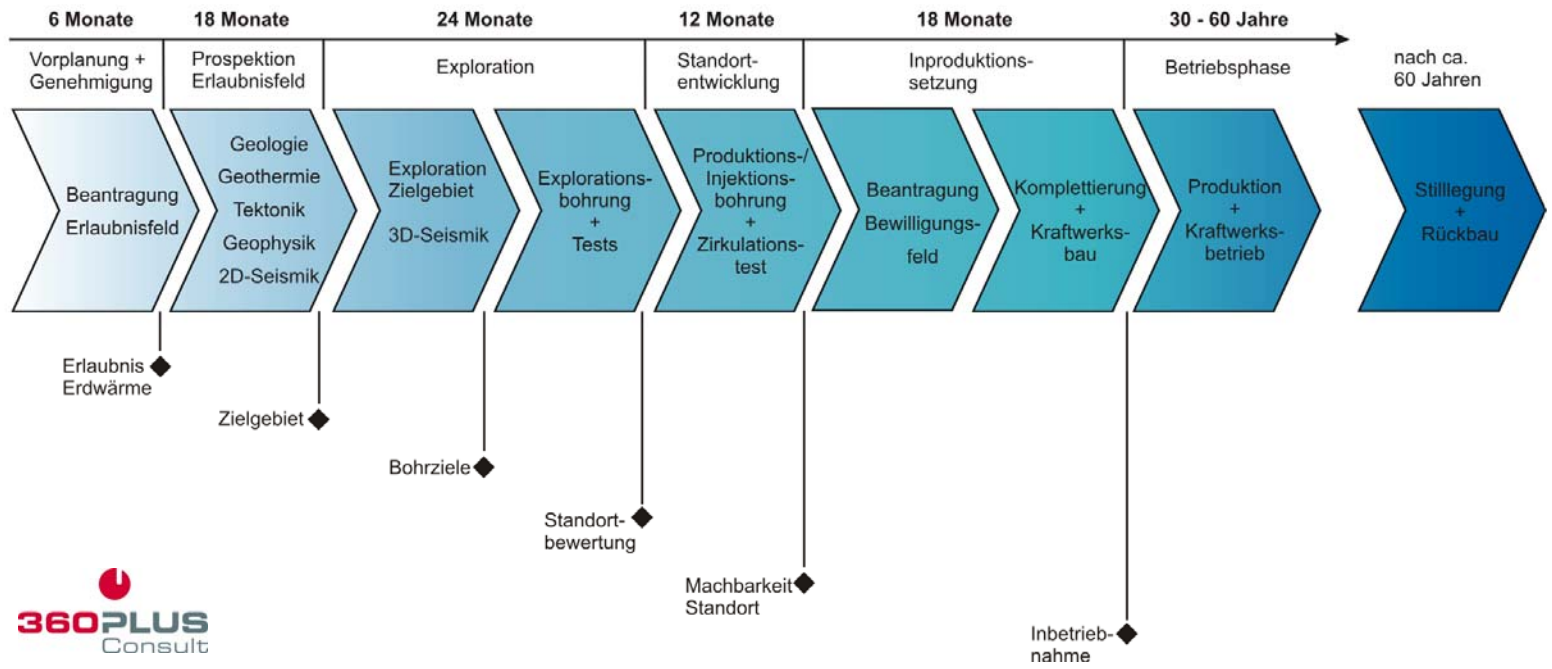 6 Monate
18 Monate
24 Monate
12 Monate
18 Monate
30 - 60 Jahre
Vorplanung +
Genehmigung
Prospektion
Erlaubnisfeld
Exploration
Standort-
entwicklung
Inproduktions-
setzung
Betriebsphase
nach ca.
60 Jahren
Beantragung
Erlaubnisfeld
Geologie
Geothermie
Tektonik
Geophysik
2D-Seismik
Exploration
Zielgebiet
3D-Seismik
Explorations-
bohrung
+
Tests
Produktions-/
Injektions-
bohrung
+
Zirkulations-
test
Beantragung
Bewilligungs-
feld
Komplettierung
+
Kraftwerks-
bau
Produktion
+
Kraftwerks-
betrieb
Stilllegung
+
Rückbau
Erlaubnis
Erdwärme
Zielgebiet
Bohrziele
Standort-
bewertung
Machbarkeit
Standort
Inbetrieb-
nahme
360PLUS
Consult